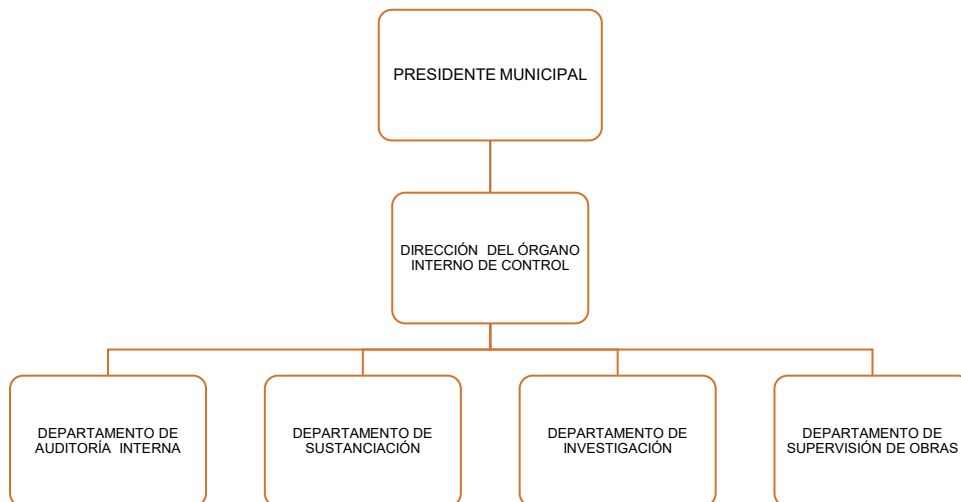 PRESIDENTE MUNICIPAL
DIRECCIÓN  DEL ÓRGANO
INTERNO DE CONTROL
DEPARTAMENTO DE
AUDITORÍA  INTERNA
DEPARTAMENTO DE
SUSTANCIACIÓN
DEPARTAMENTO DE
INVESTIGACIÓN
DEPARTAMENTO DE
SUPERVISIÓN DE OBRAS